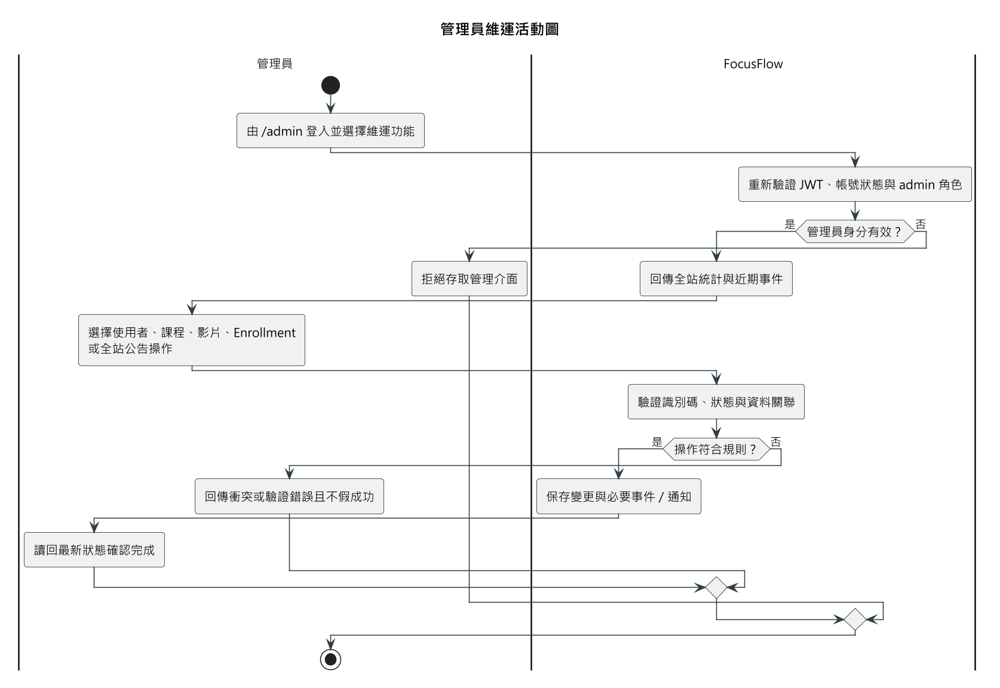 管理員維運活動圖
管理員
FocusFlow
由 /admin 登入並選擇維運功能
重新驗證 JWT、帳號狀態與 admin 角色
是
管理員身分有效？
否
拒絕存取管理介面
回傳全站統計與近期事件
選擇使用者、課程、影片、Enrollment
或全站公告操作
驗證識別碼、狀態與資料關聯
是
操作符合規則？
否
回傳衝突或驗證錯誤且不假成功
保存變更與必要事件 / 通知
讀回最新狀態確認完成